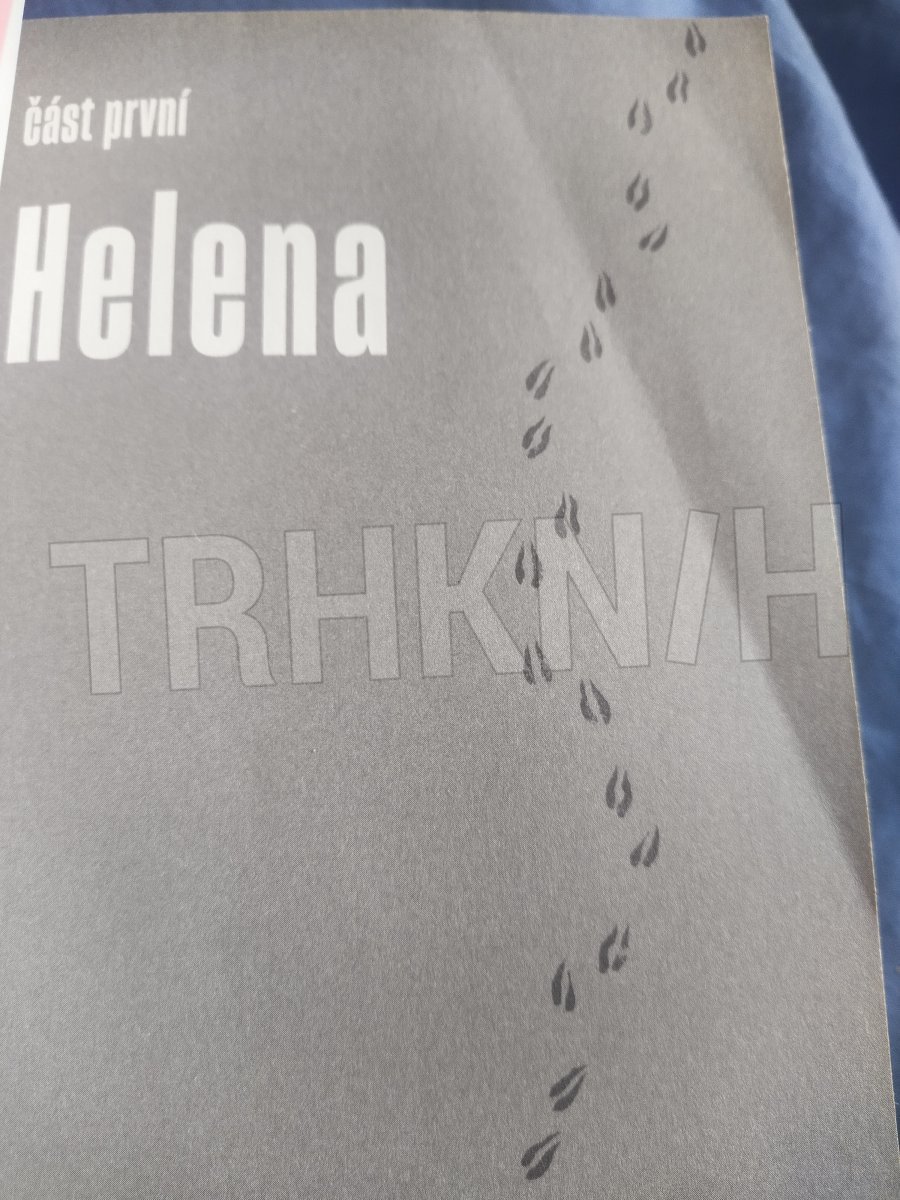 část první
Helena
TRHKNIH